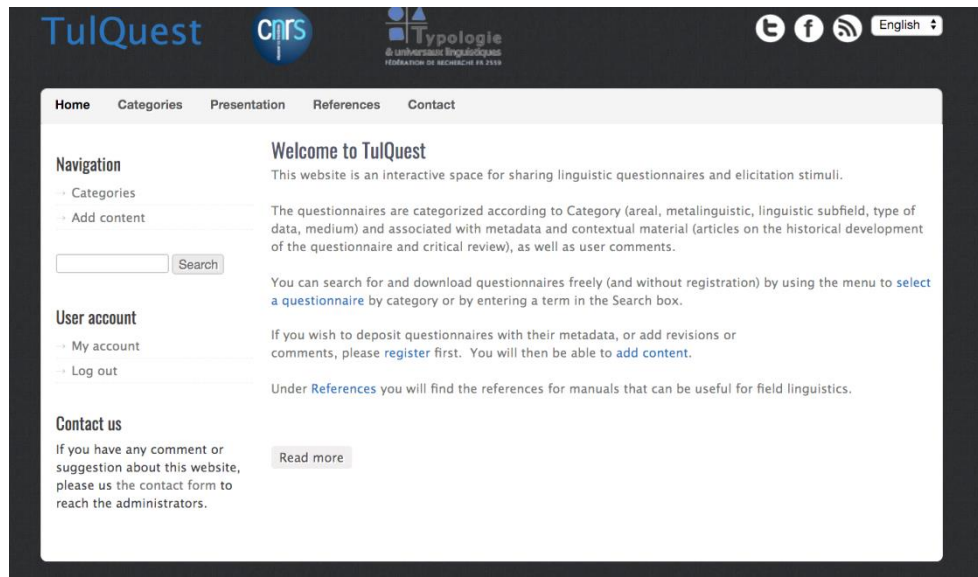 TulQuest
cnrs
Typologie
& universaux linguistiques
FÉDÉRATION DE RECHERCHE FR 2559
English
Home
Categories
Presentation
References
Contact
Navigation
Categories
Add content
Search
User account
My account
Log out
Contact us
If you have any comment or
suggestion about this website,
please us the contact form to
reach the administrators.
Welcome to TulQuest
This website is an interactive space for sharing linguistic questionnaires and elicitation stimuli.
The questionnaires are categorized according to Category (areal, metalinguistic, linguistic subfield, type of
data, medium) and associated with metadata and contextual material (articles on the historical development
of the questionnaire and critical review), as well as user comments.
You can search for and download questionnaires freely (and without registration) by using the menu to select
a questionnaire by category or by entering a term in the Search box.
If you wish to deposit questionnaires with their metadata, or add revisions or
comments, please register first.  You will then be able to add content.
Under References you will find the references for manuals that can be useful for field linguistics.
Read more